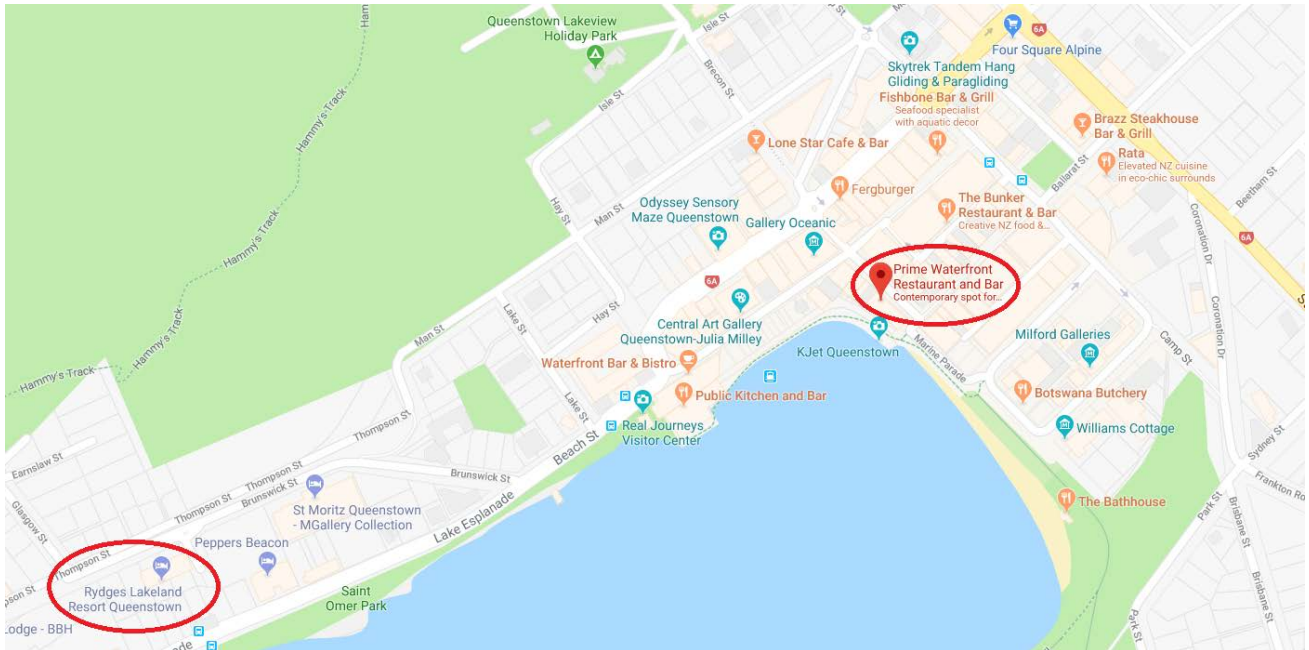 Queenstown Lakeview
Holiday Park
Isle St
6A
Four Square Alpine
Skytrek Tandem Hang
Gliding & Paragliding
Brecon St
Isle St
Fishbone Bar & Grill
Seafood specialist
with aquatic decor
Brazz Steakhouse
Bar & Grill
Lone Star Cafe & Bar
Rata
Elevated NZ cuisine
in eco-chic surrounds
Ballarat St
Beetham St
Hammy's Track
Hammy's Track
Hay St
Man St
Fergburger
Odyssey Sensory
Maze Queenstown
Gallery Oceanic
The Bunker
Restaurant & Bar
Creative NZ food &...
Coronation Dr
6A
Hammy's Track
6A
Prime Waterfront
Restaurant and Bar
Contemporary spot for...
Lake St
Hay St
Man St
Central Art Gallery
Queenstown-Julia Milley
KJet Queenstown
Marine Parade
Milford Galleries
Camp St
Coronation Dr
Hammy's Track
Hammy's Track
Waterfront Bar & Bistro
Public Kitchen and Bar
Botswana Butchery
Lake St
Real Journeys
Visitor Center
Williams Cottage
Thompson St
Beach St
Sydney St
Earnslaw St
Thompson St
Brunswick St
Frankton Ro
Glasgow St
Thompson St
Brunswick St
St Moritz Queenstown
- MGallery Collection
Lake Esplanade
The Bathhouse
Park St
Brisbane St
Peppers Beacon
Thompson St
Rydges Lakeland
Resort Queenstown
Saint
Omer Park
Brisbane St
Park St
odge - BBH
ade